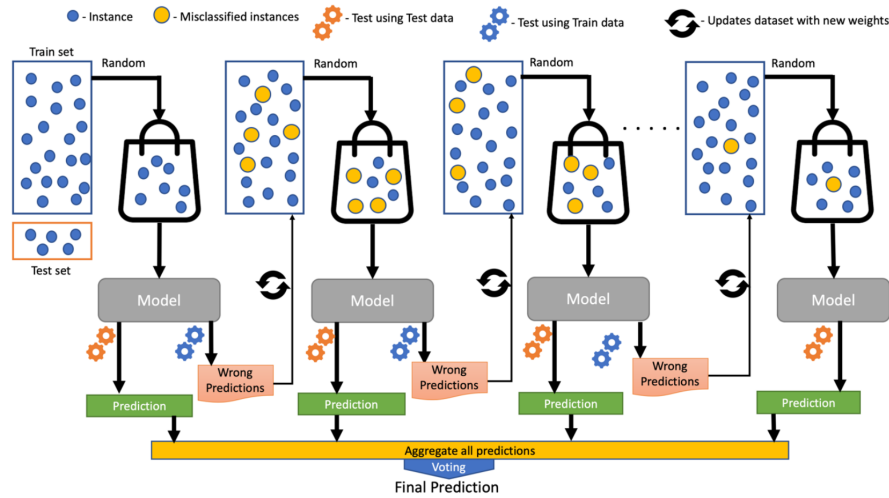 - Instance
- Misclassified instances
- Test using Test data
- Test using Train data
- Updates dataset with new weights
Train set
Random
Random
Random
Random
Test set
Model
Model
Model
Model
Wrong
Predictions
Wrong
Predictions
Wrong
Predictions
Prediction
Prediction
Prediction
Prediction
Aggregate all predictions
Voting
Final Prediction